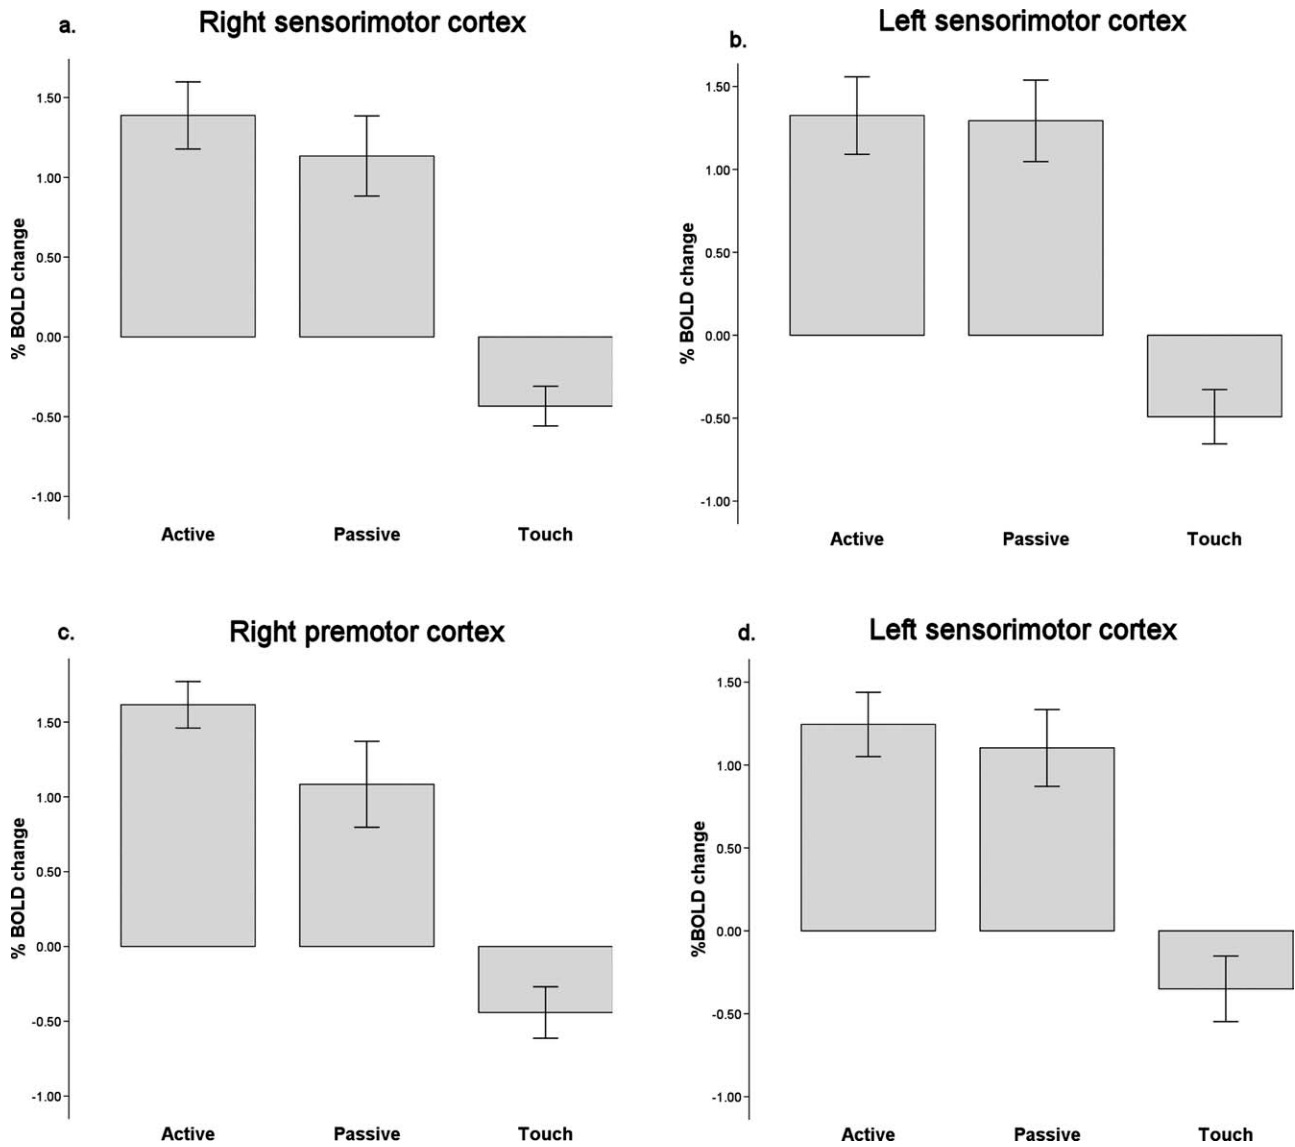 a.
Right sensorimotor cortex
% BOLD change
1.50
1.00
0.50
0.00
-0.50
-1.00
Active Passive Touch
b.
Left sensorimotor cortex
% BOLD change
1.50
1.00
0.50
0.00
-0.50
-1.00
Active Passive Touch
c.
Right premotor cortex
% BOLD change
1.50
1.00
0.50
0.00
-0.50
-1.00
Active Passive Touch
d.
Left sensorimotor cortex
%BOLD change
1.50
1.00
0.50
0.00
-0.50
-1.00
Active Passive Touch